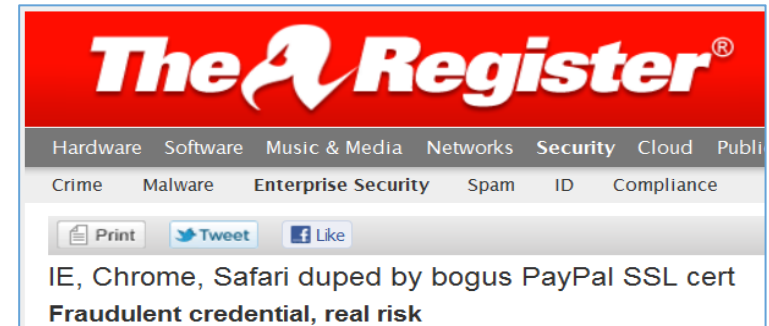 The Register®
Hardware Software Music & Media Networks Security Cloud
Crime Malware Enterprise Security Spam ID Compliance
Print Tweet Like
IE, Chrome, Safari duped by bogus PayPal SSL cert
Fraudulent credential, real risk